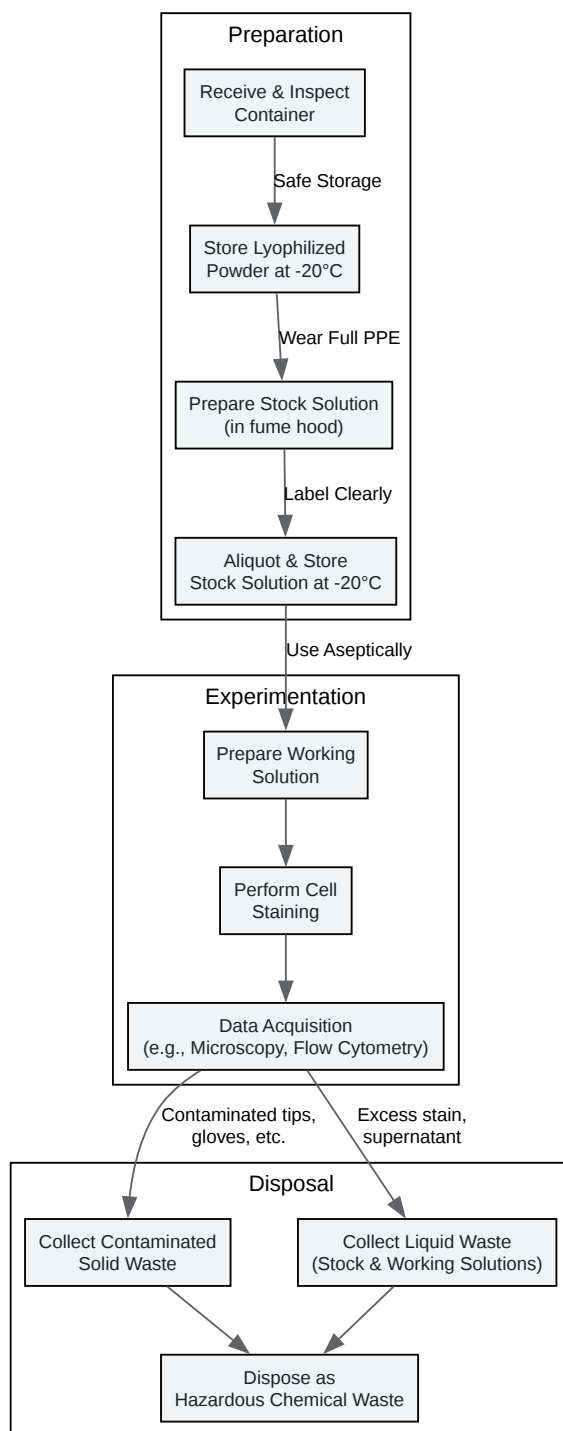 Preparation
Receive & Inspect
Container
Safe Storage
Store Lyophilized
Powder at -20°C
Wear Full PPE
Prepare Stock Solution
(in fume hood)
Label Clearly
Aliquot & Store
Stock Solution at -20°C
Use Aseptically
Experimentation
Prepare Working
Solution
Perform Cell
Staining
Data Acquisition
(e.g., Microscopy, Flow Cytometry)
Contaminated tips,
gloves, etc.
Excess stain,
supernatant
Disposal
Collect Contaminated
Solid Waste
Collect Liquid Waste
(Stock & Working Solutions)
Dispose as
Hazardous Chemical Waste